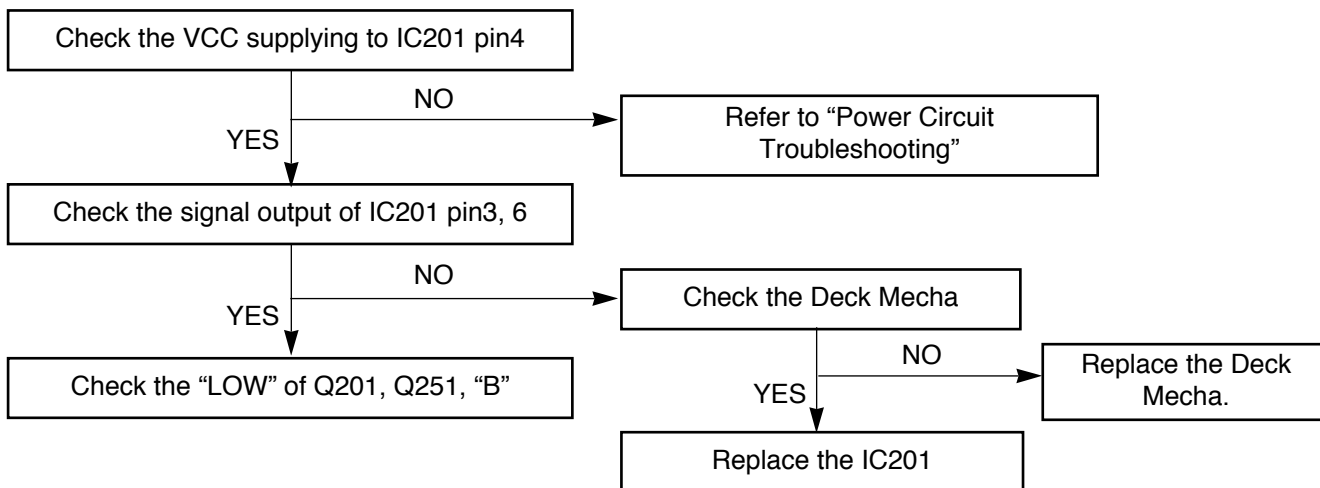 Check the VCC supplying to IC201 pin4
NO
YES
Refer to “Power Circuit
Troubleshooting”
Check the signal output of IC201 pin3, 6
NO
YES
Check the Deck Mecha
Check the “LOW” of Q201, Q251, “B”
NO
YES
Replace the Deck
Mecha.
Replace the IC201